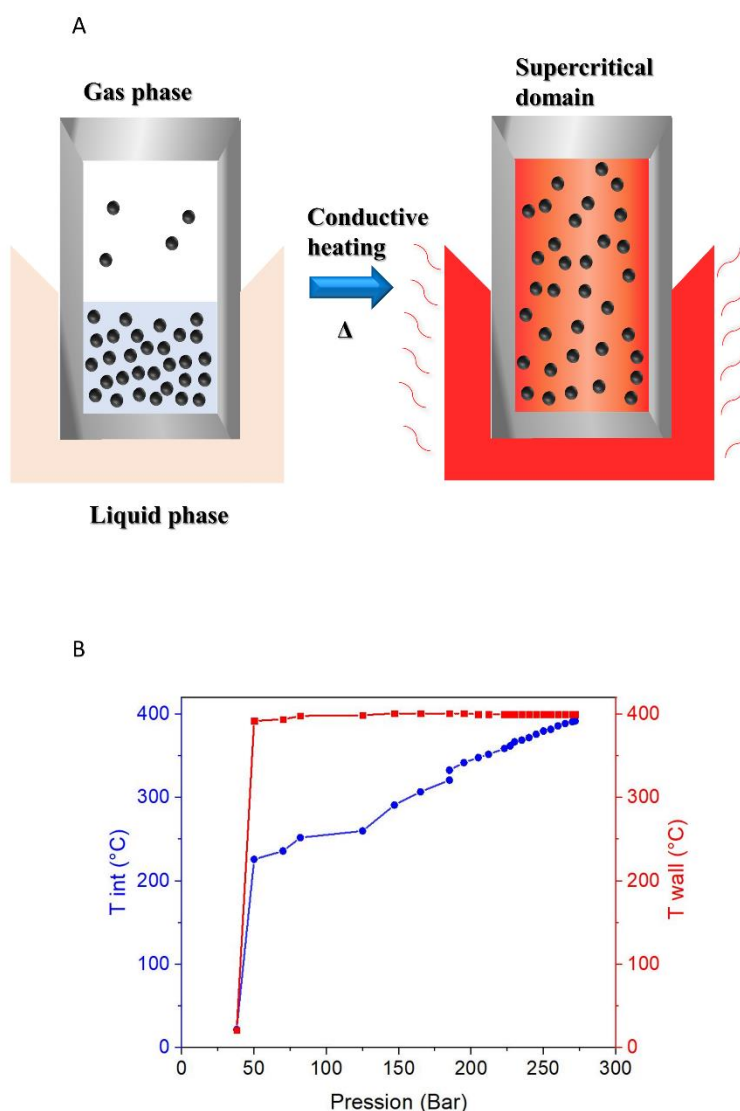 A
Gas phase
Supercritical
domain
Conductive
heating
Δ
Liquid phase
B
400
300
200
100
0
T int (°C)
400
300
200
100
0
T wall (°C)
0 50 100 150 200 250 300
Pression (Bar)